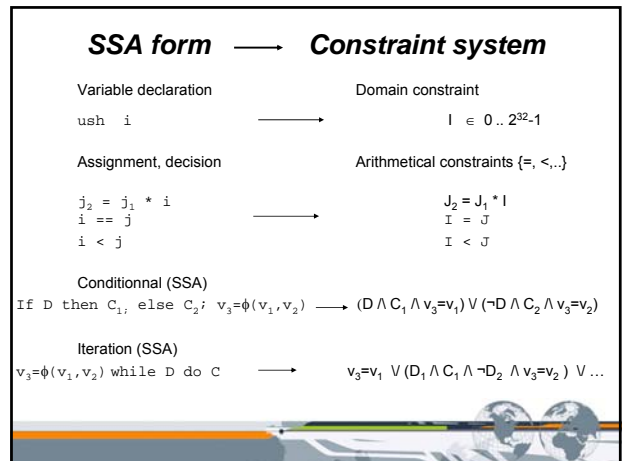 SSA form ⟶ Constraint system
Variable declaration Domain constraint
ush i ⟶ I ∈ 0 .. 2³²-1
Assignment, decision Arithmetical constraints {=, <,..}
j₂ = j₁ * i J₂ = J₁ * I
i == j ⟶ I = J
i < j I < J
Conditionnal (SSA)
If D then C₁; else C₂; v₃=ϕ(v₁,v₂) ⟶ (D /\ C₁ /\ v₃=v₁) \/ (¬D /\ C₂ /\ v₃=v₂)
Iteration (SSA)
v₃=ϕ(v₁,v₂) while D do C ⟶ v₃=v₁ \/ (D₁ /\ C₁ /\ ¬D₂ /\ v₃=v₂ ) \/ …